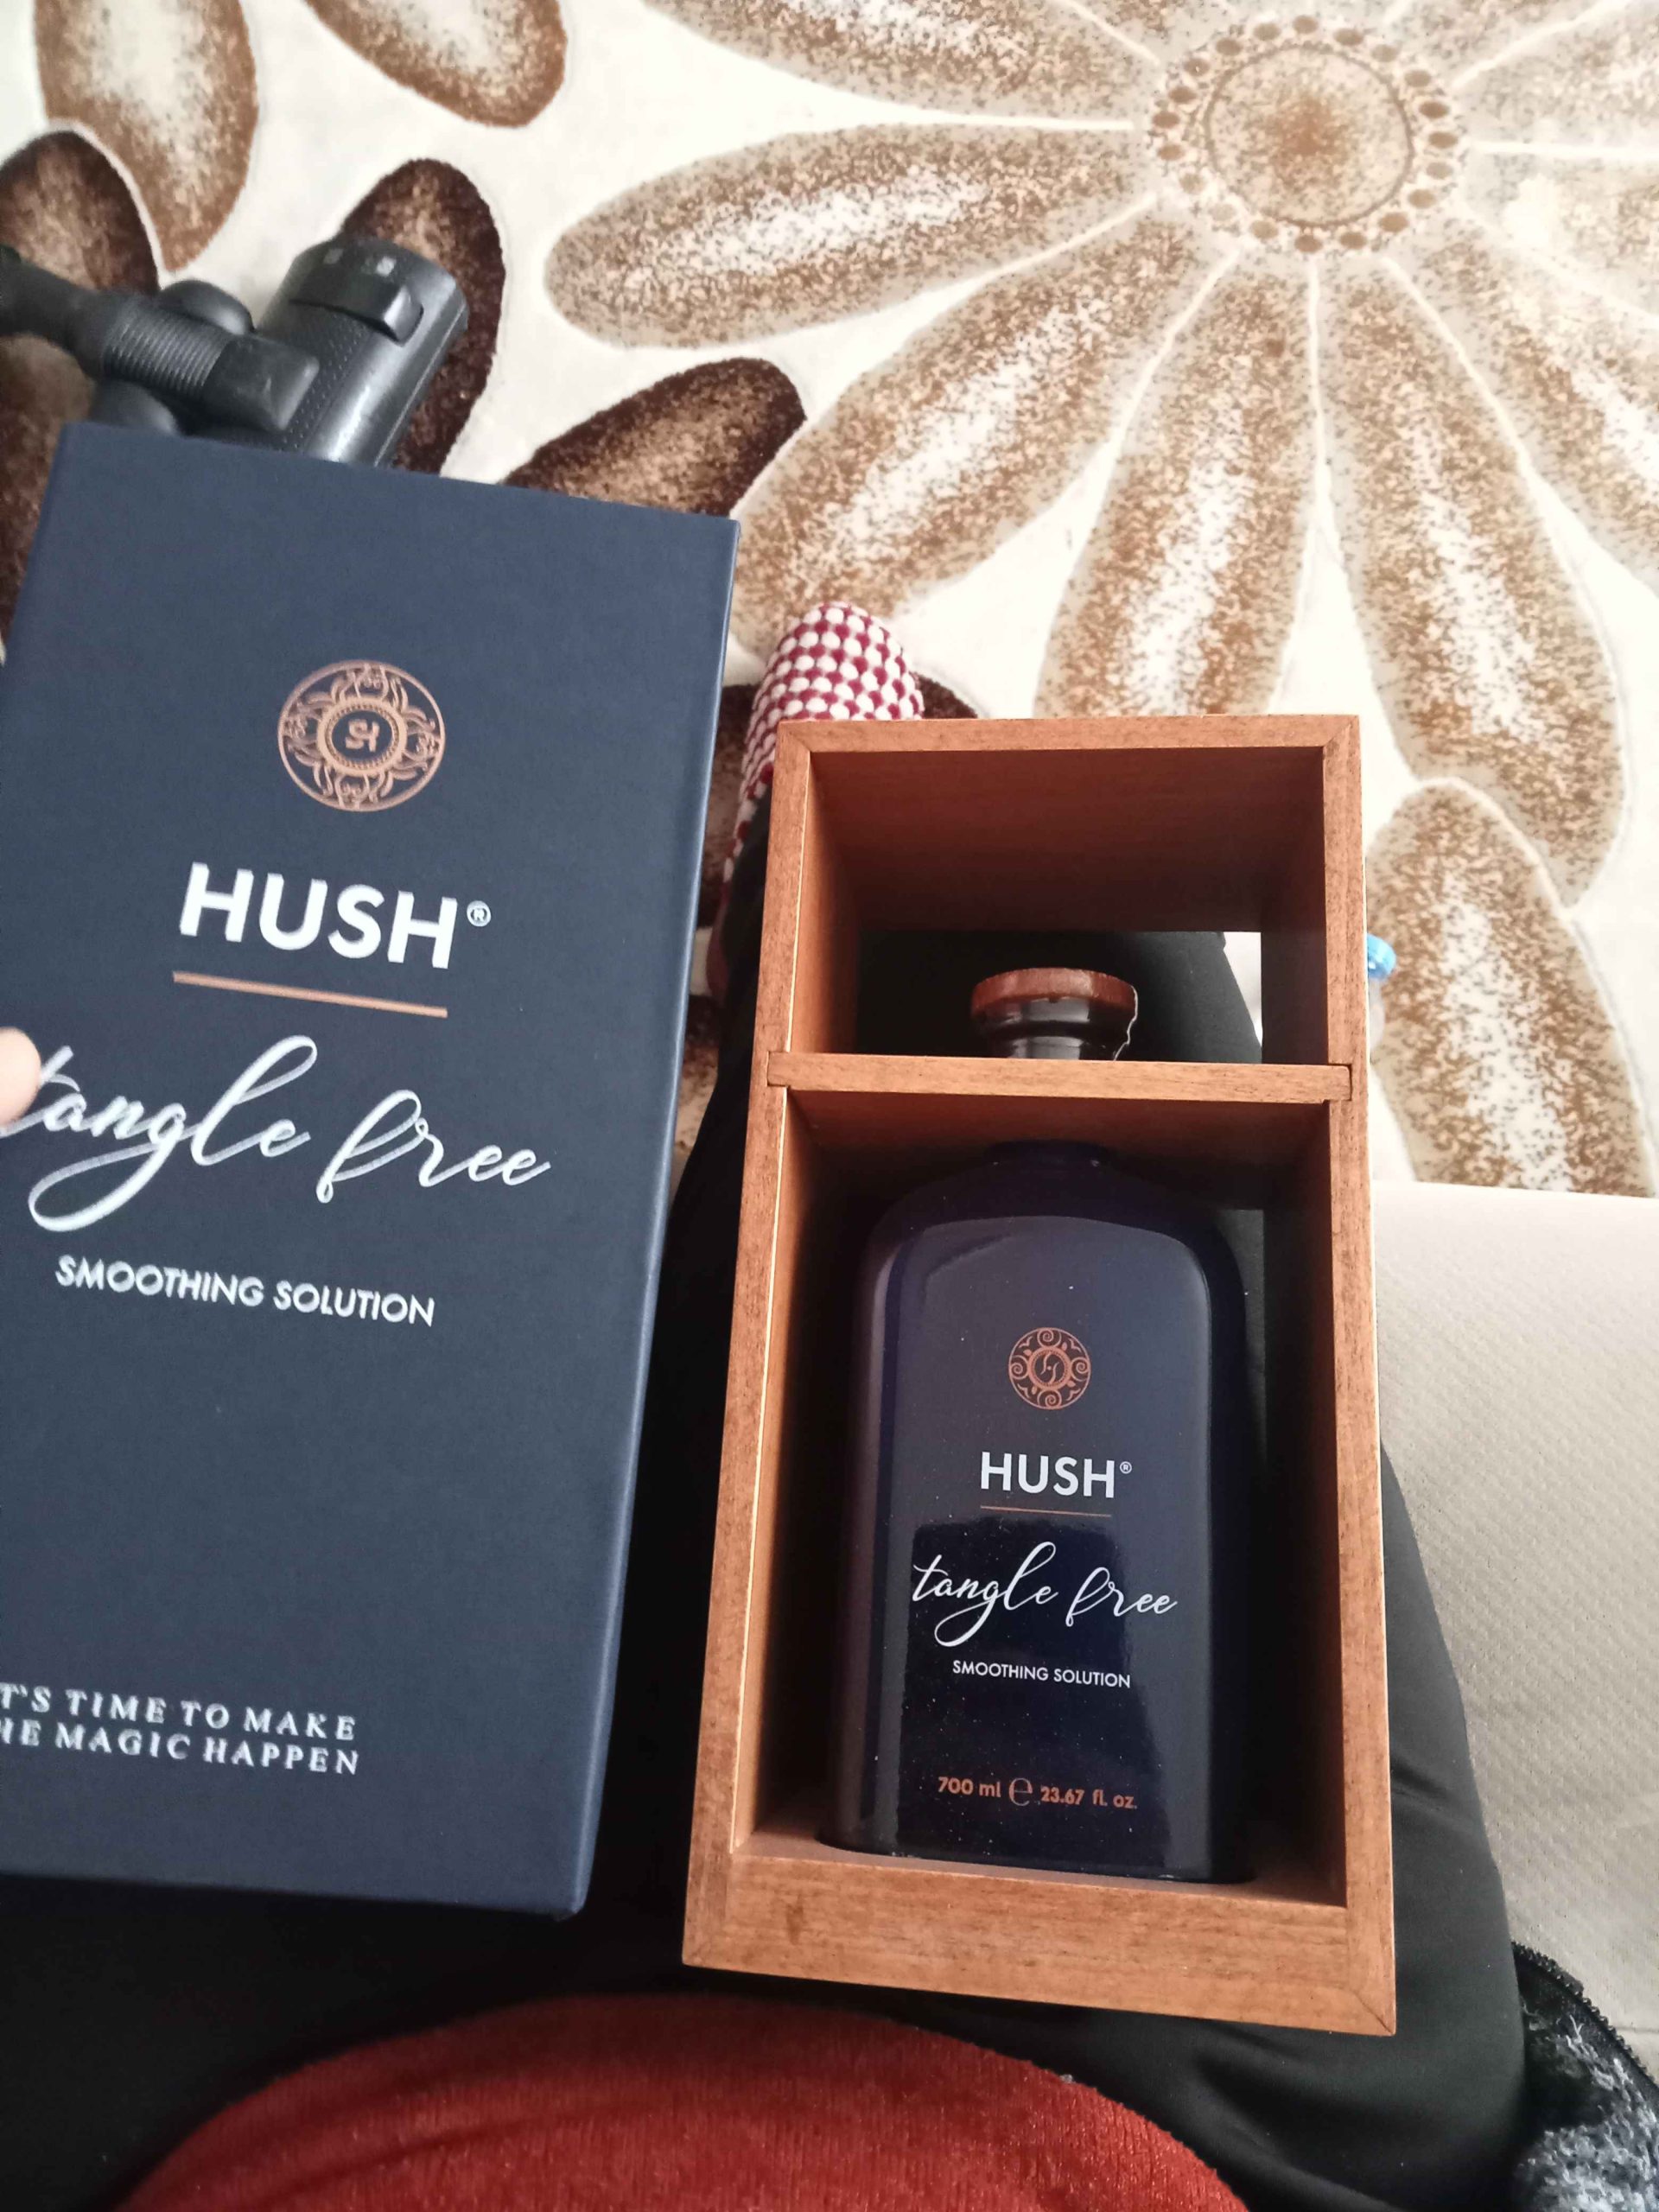 HUSH®
tangle free
SMOOTHING SOLUTION
T'S TIME TO MAKE
HE MAGIC HAPPEN
HUSH®
tangle free
SMOOTHING SOLUTION
700 ml ℮ 23.67 fl. oz.